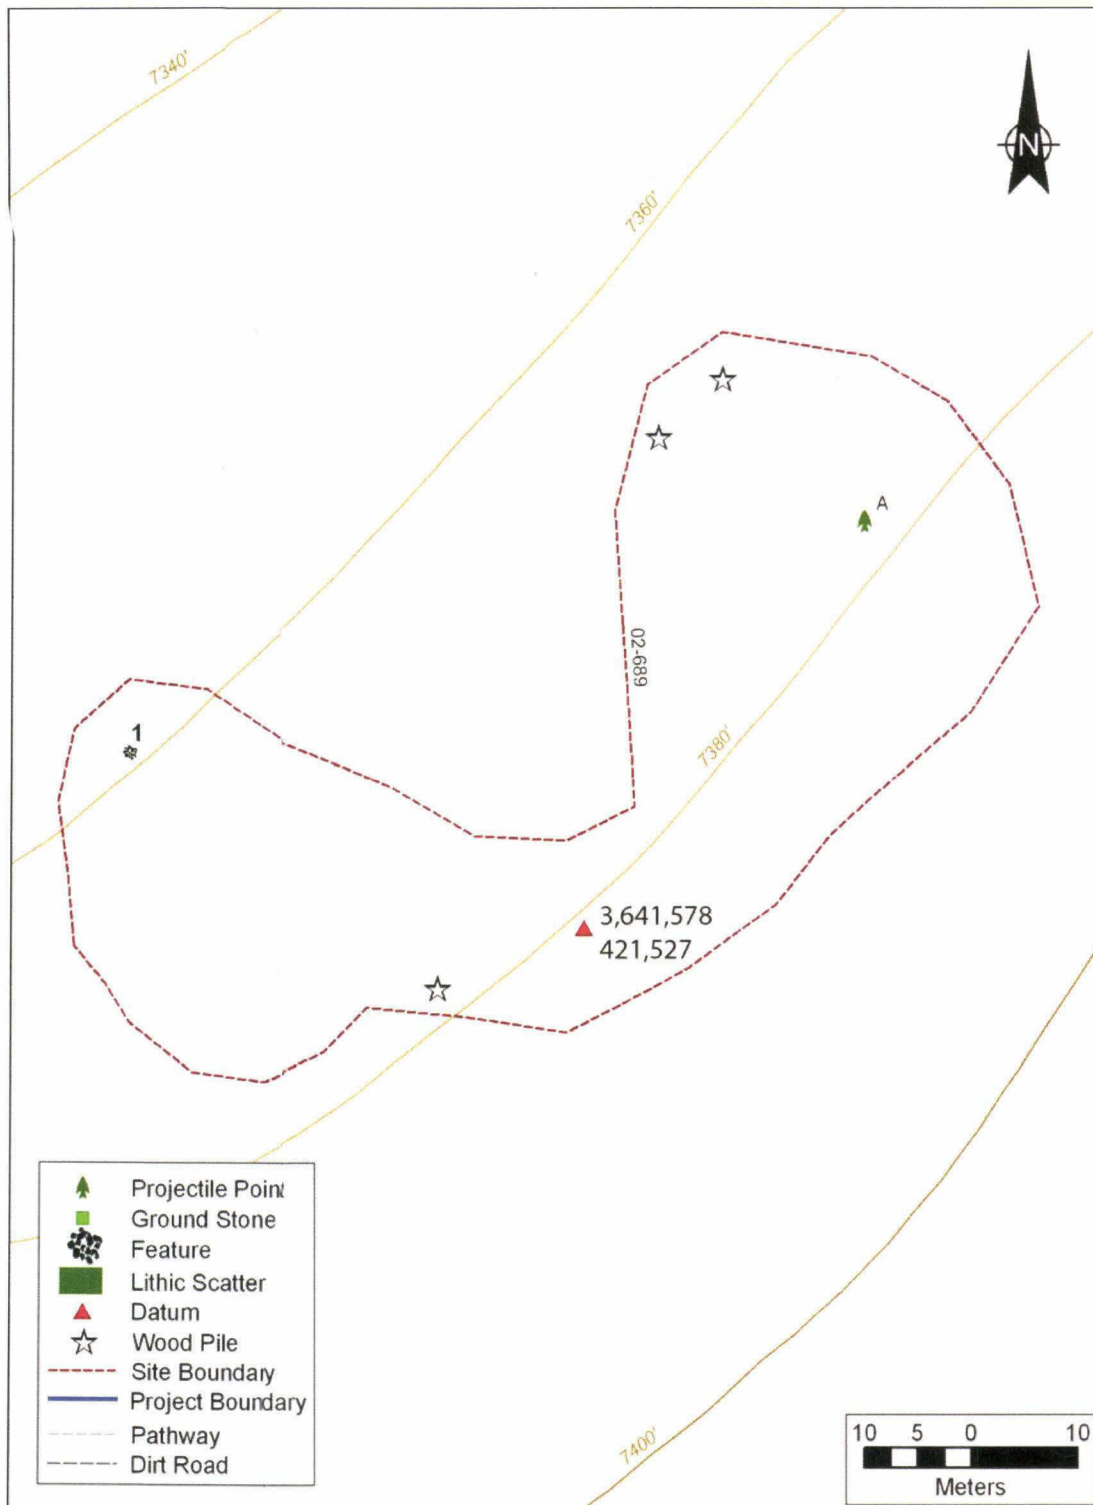 7340'
N
7360'
A
02-689
1
7380'
3,641,578
421,527
Projectile Point
Ground Stone
Feature
Lithic Scatter
Datum
Wood Pile
Site Boundary
Project Boundary
Pathway
Dirt Road
7400'
10 5 0 10
Meters